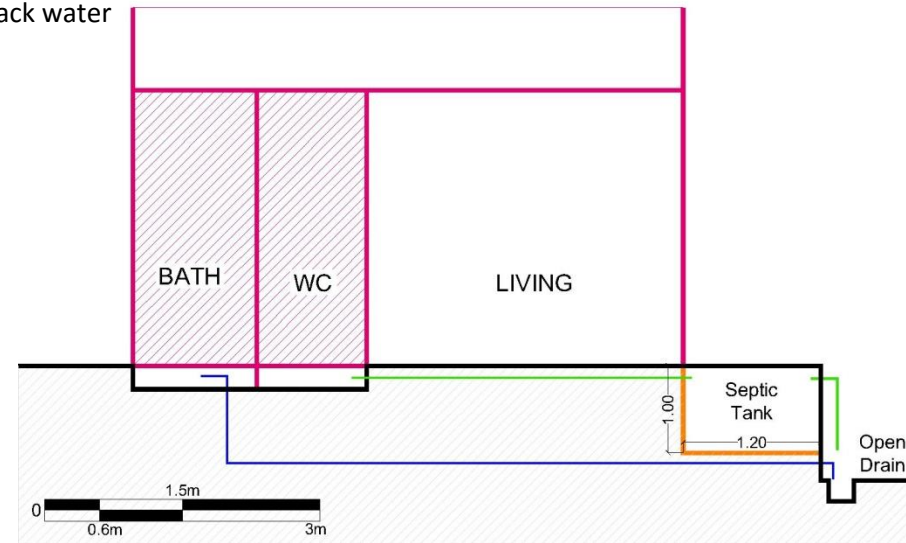 ack water
BATH
WC
LIVING
1.00
Septic
Tank
1.20
Open
Drain
1.5m
0
0.6m
3m